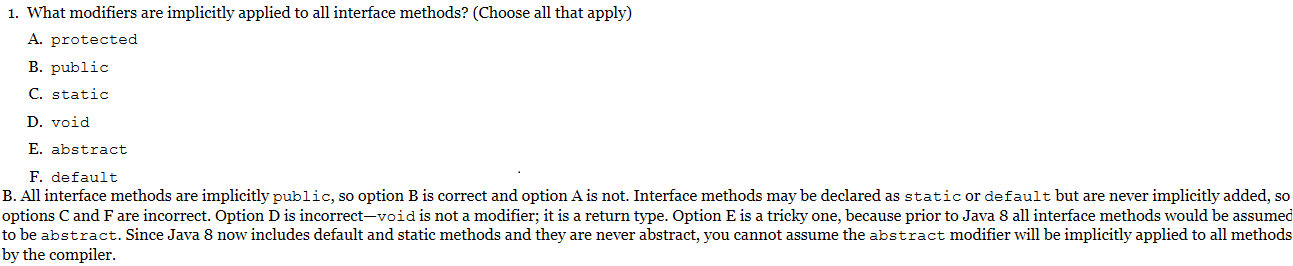 1. What modifiers are implicitly applied to all interface methods? (Choose all that apply)
A. protected
B. public
C. static
D. void
E. abstract
F. default
B. All interface methods are implicitly public, so option B is correct and option A is not. Interface methods may be declared as static or default but are never implicitly added, so
options C and F are incorrect. Option D is incorrect—void is not a modifier; it is a return type. Option E is a tricky one, because prior to Java 8 all interface methods would be assumed
to be abstract. Since Java 8 now includes default and static methods and they are never abstract, you cannot assume the abstract modifier will be implicitly applied to all methods
by the compiler.